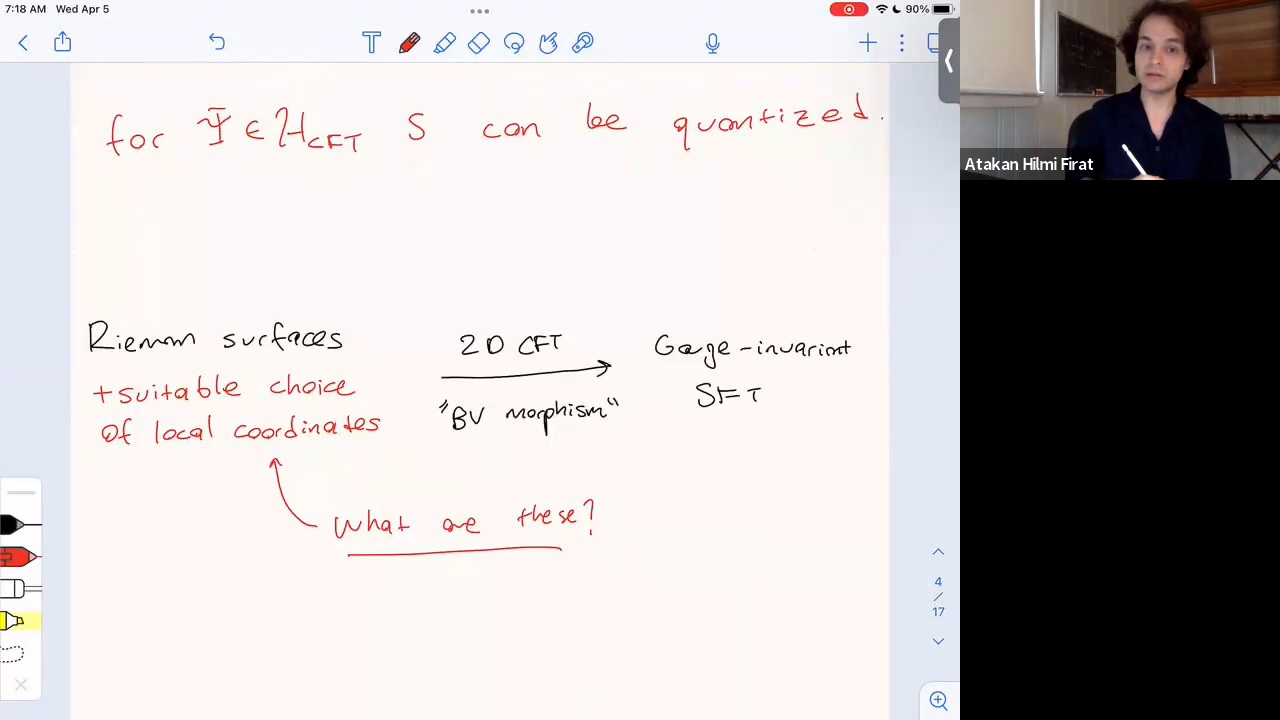 7:18 AM Wed Apr 5
90%
for Ψ ∈ H_CFT S can be quantized.
Atakan Hilmi Firat
Riemann surfaces
+ suitable choice
of local coordinates
2D CFT
"BV morphism"
Gauge-invariant
SFT
What are these?
4
/
17